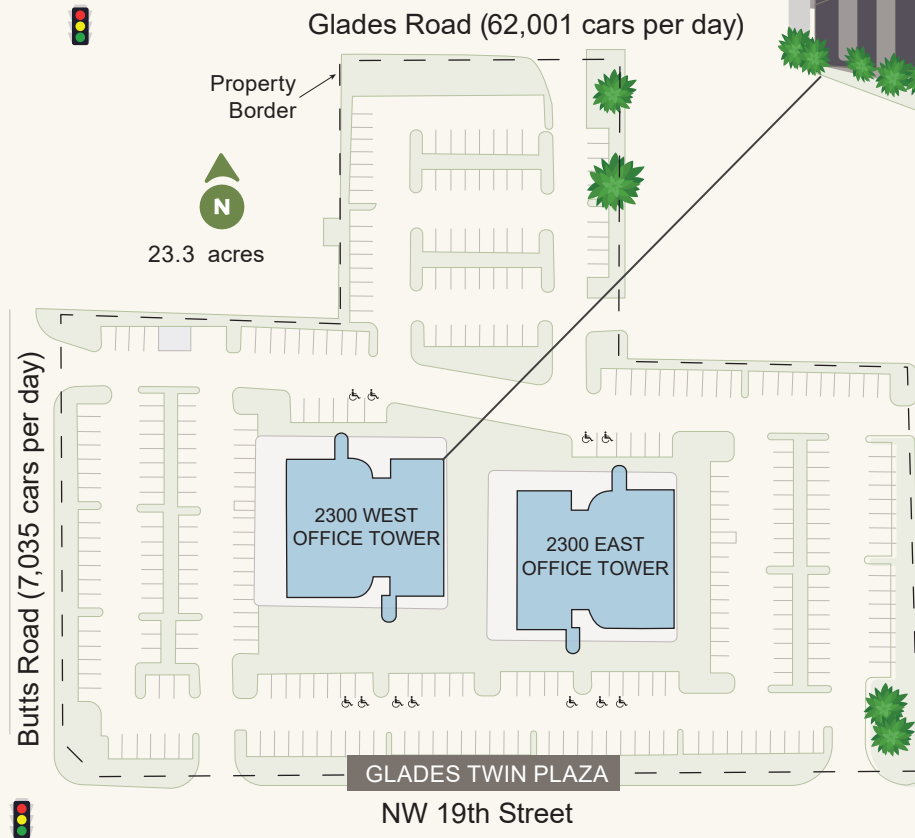 Glades Road (62,001 cars per day)
Property
Border
N
23.3 acres
Butts Road (7,035 cars per day)
2300 WEST
OFFICE TOWER
2300 EAST
OFFICE TOWER
GLADES TWIN PLAZA
NW 19th Street